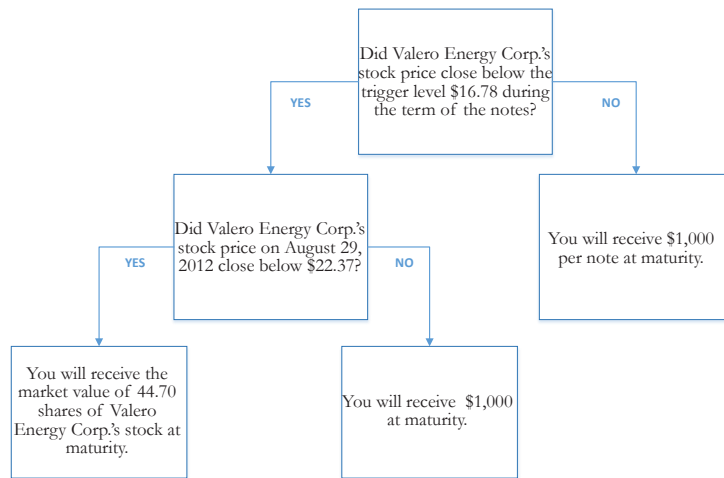 Did Valero Energy Corp.'s
stock price close below the
trigger level $16.78 during
the term of the notes?
YES
NO
Did Valero Energy Corp.'s
stock price on August 29,
2012 close below $22.37?
You will receive $1,000
per note at maturity.
YES
NO
You will receive the
market value of 44.70
shares of Valero
Energy Corp.'s stock at
maturity.
You will receive $1,000
at maturity.